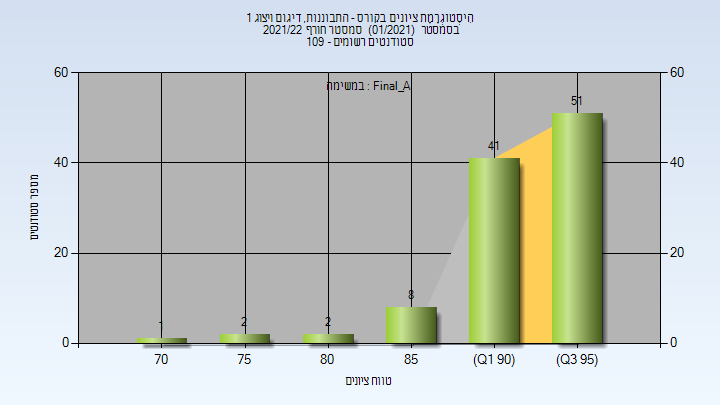 היסטוגרמת ציונים בקורס - התבוננות, דיגום ויצוג 1
בסמסטר (01/2021) סמסטר חורף 2021/22
סטודנטים רשומים - 109
במשימה : Final_A
60
40
20
0
60
40
20
0
מספר סטודנטים
1
2
2
8
41
51
70
75
80
85
(Q1 90)
(Q3 95)
טווח ציונים